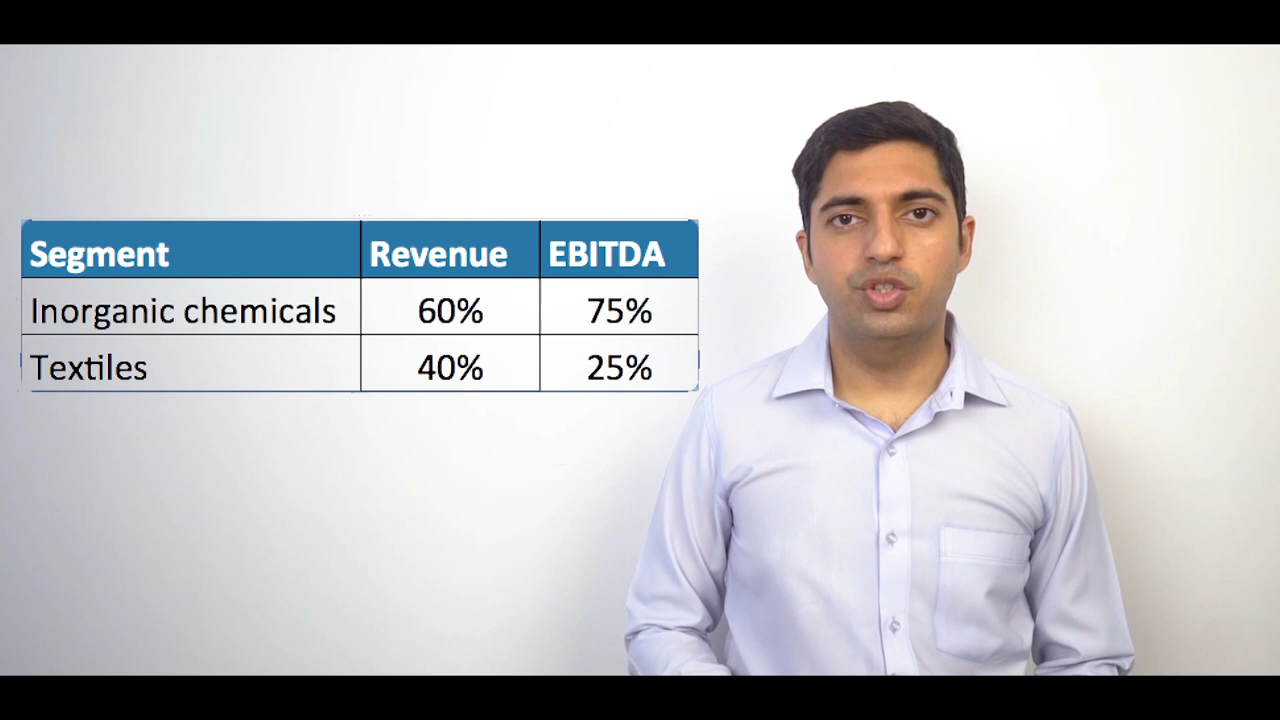 Segment Revenue EBITDA
Inorganic chemicals 60% 75%
Textiles 40% 25%